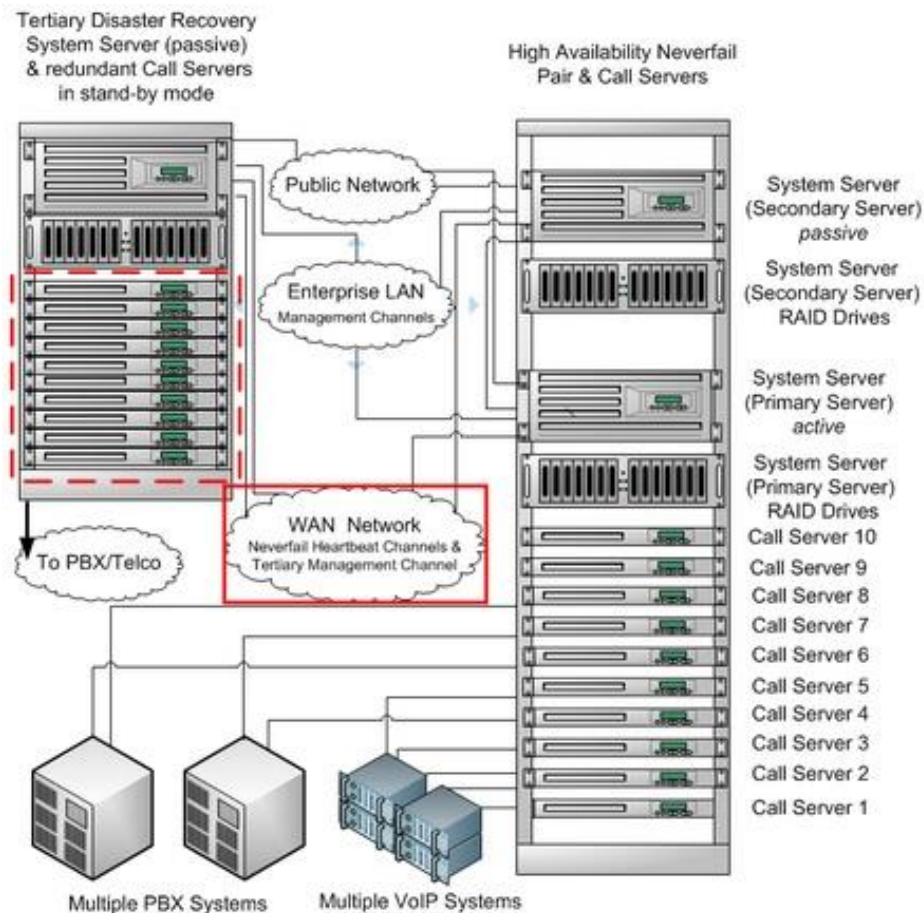 Tertiary Disaster Recovery
System Server (passive)
& redundant Call Servers
in stand-by mode
High Availability Neverfail
Pair & Call Servers
Public Network
Enterprise LAN
Management Channels
WAN Network
Neverfail Heartbeat Channels &
Tertiary Management Channel
To PBX/Telco
System Server
(Secondary Server)
passive
System Server
(Secondary Server)
RAID Drives
System Server
(Primary Server)
active
System Server
(Primary Server)
RAID Drives
Call Server 10
Call Server 9
Call Server 8
Call Server 7
Call Server 6
Call Server 5
Call Server 4
Call Server 3
Call Server 2
Call Server 1
Multiple PBX Systems
Multiple VoIP Systems